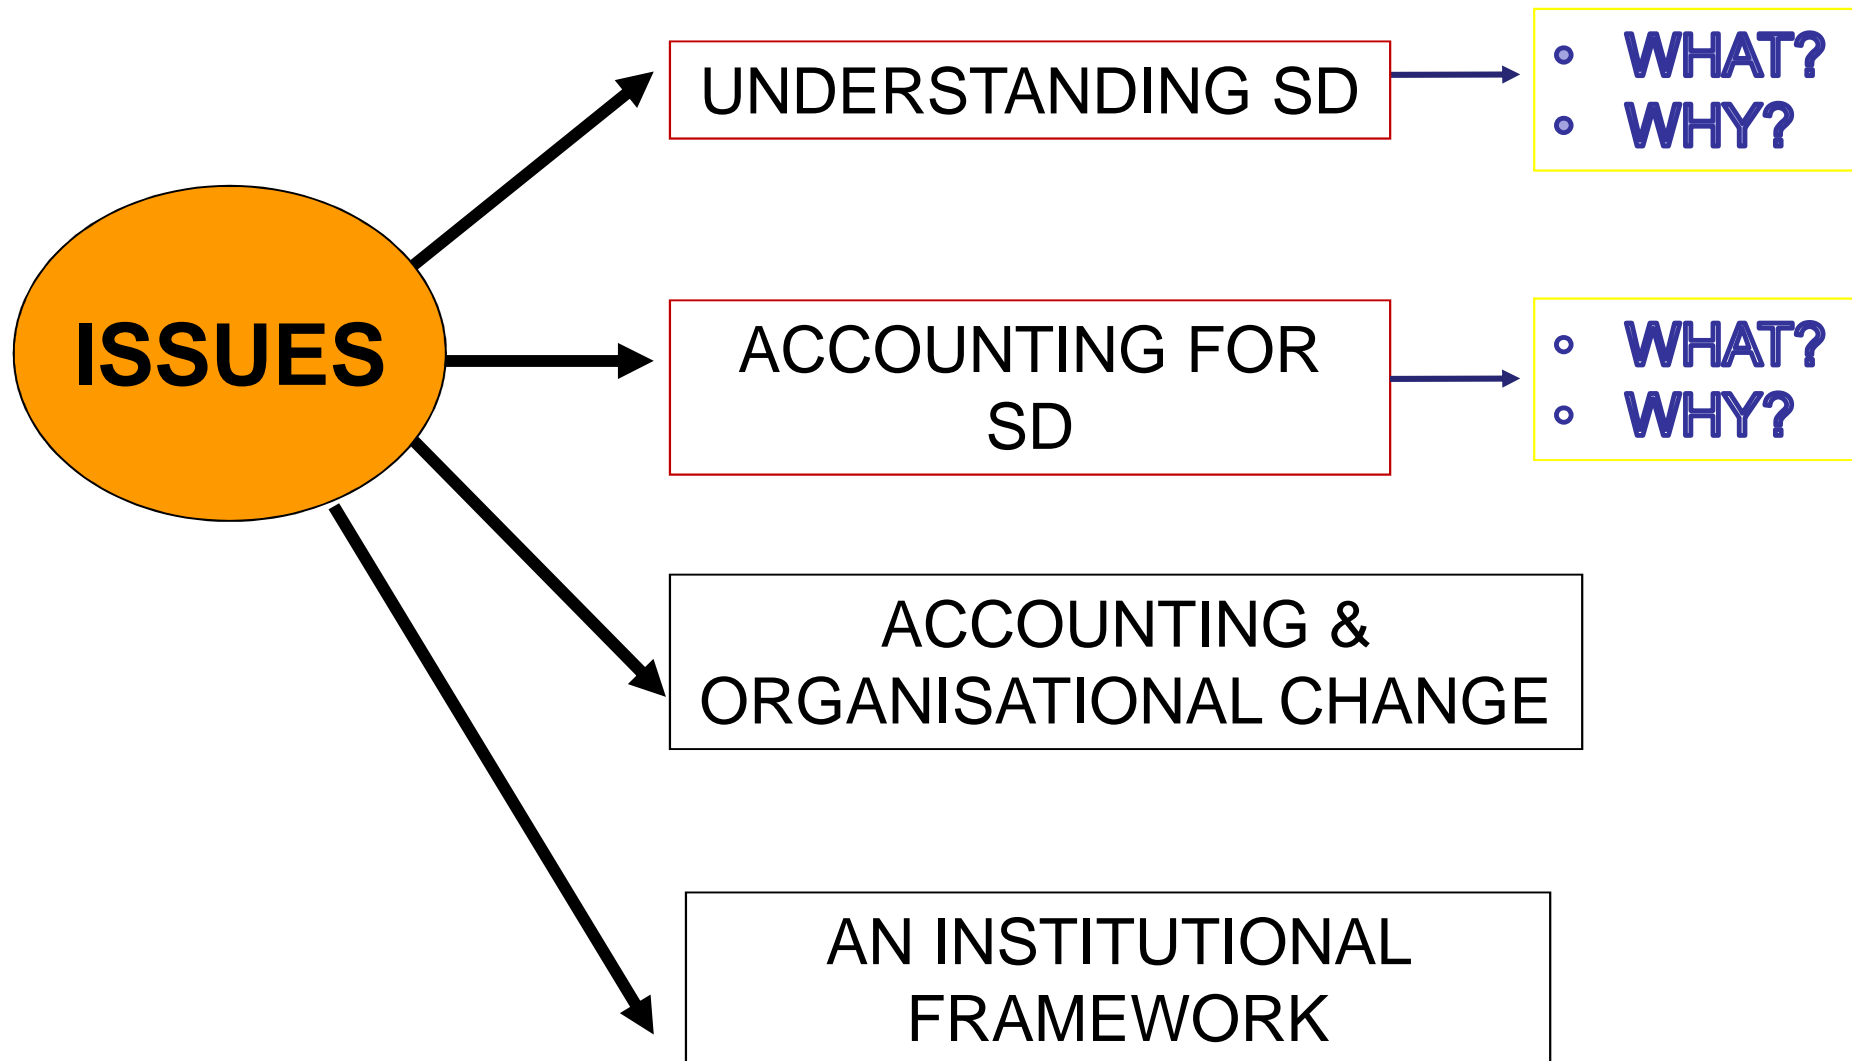 ISSUES
UNDERSTANDING SD
WHAT?
WHY?
ACCOUNTING FOR
SD
WHAT?
WHY?
ACCOUNTING &
ORGANISATIONAL CHANGE
AN INSTITUTIONAL
FRAMEWORK